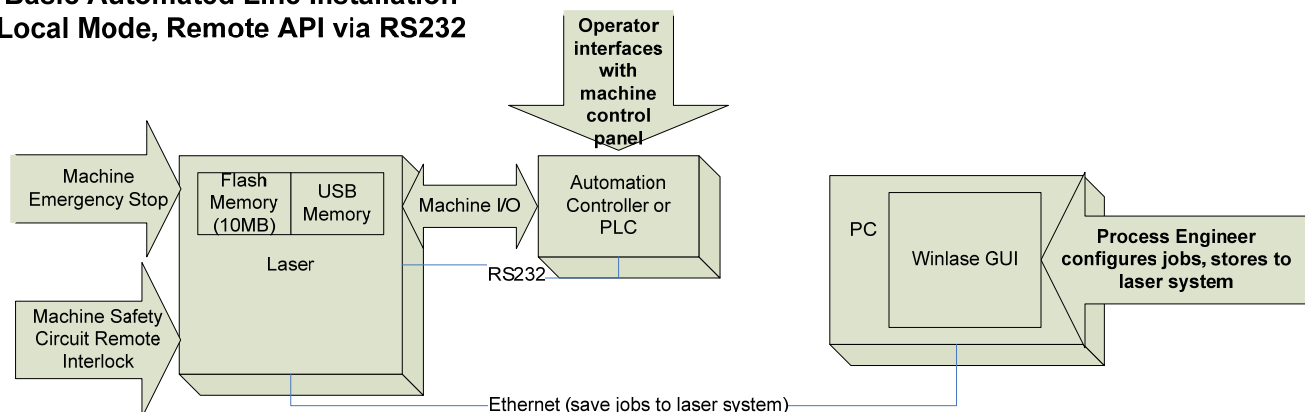 Basic Automated Line Installation
Local Mode, Remote API via RS232
Operator
interfaces
with
machine
control
panel
Machine
Emergency Stop
Flash
Memory
(10MB)
USB
Memory
Laser
Machine I/O
Automation
Controller or
PLC
RS232
PC
Winlase GUI
Process Engineer
configures jobs, stores to
laser system
Machine Safety
Circuit Remote
Interlock
Ethernet (save jobs to laser system)